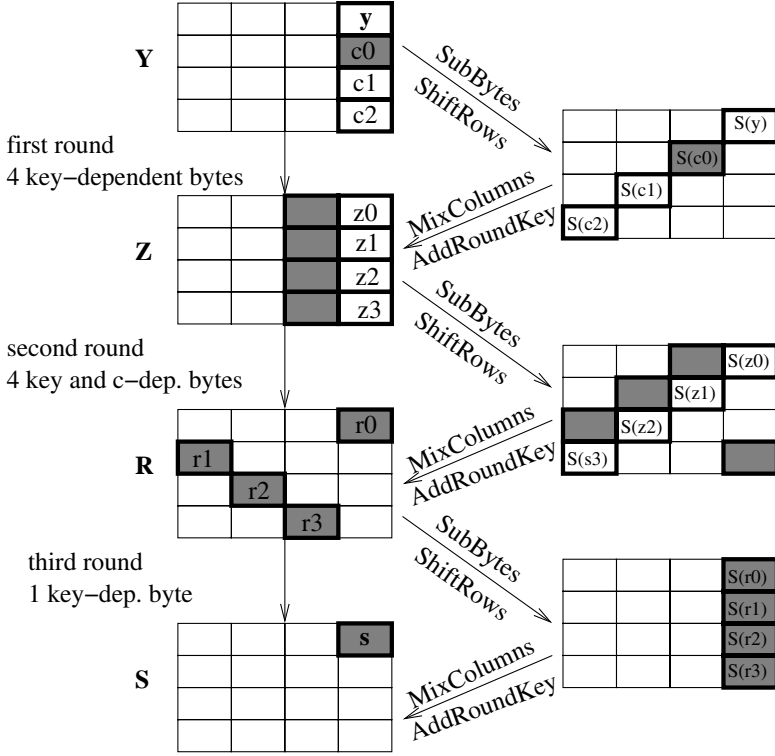 y
Y
c0
c1
c2
SubBytes
ShiftRows
S(y)
S(c0)
S(c1)
S(c2)
first round
4 key−dependent bytes
MixColumns
AddRoundKey
Z
z0
z1
z2
z3
SubBytes
ShiftRows
S(z0)
S(z1)
S(z2)
S(s3)
second round
4 key and c−dep. bytes
MixColumns
AddRoundKey
R
r0
r1
r2
r3
SubBytes
ShiftRows
S(r0)
S(r1)
S(r2)
S(r3)
third round
1 key−dep. byte
MixColumns
AddRoundKey
S
s